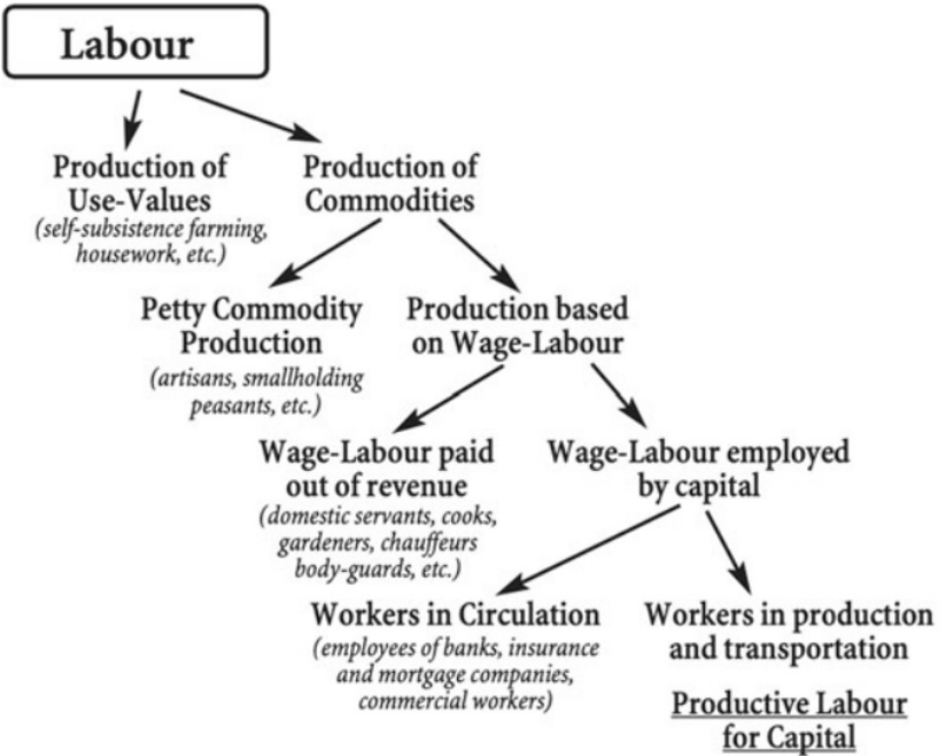 Labour
Production of
Use-Values
(self-subsistence farming,
housework, etc.)
Production of
Commodities
Petty Commodity
Production
(artisans, smallholding
peasants, etc.)
Production based
on Wage-Labour
Wage-Labour paid
out of revenue
(domestic servants, cooks,
gardeners, chauffeurs
body-guards, etc.)
Wage-Labour employed
by capital
Workers in Circulation
(employees of banks, insurance
and mortgage companies,
commercial workers)
Workers in production
and transportation
Productive Labour
for Capital